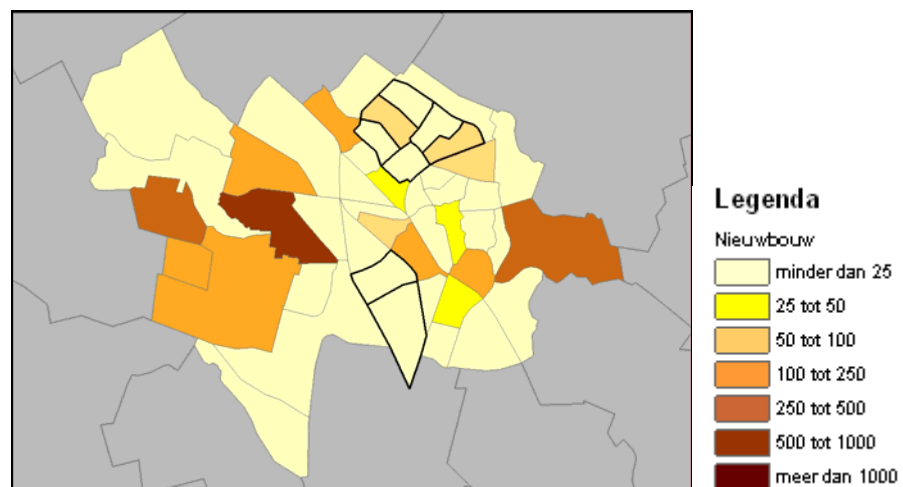 Legenda
Nieuwbouw
minder dan 25
25 tot 50
50 tot 100
100 tot 250
250 tot 500
500 tot 1000
meer dan 1000